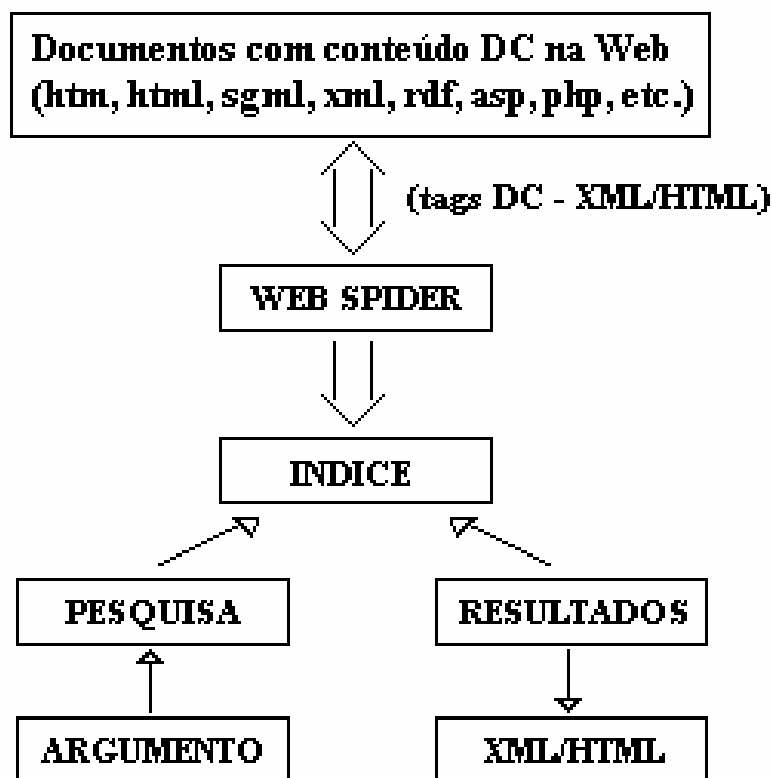 Documentos com conteúdo DC na Web
(htm, html, sgml, xml, rdf, asp, php, etc.)
(tags DC - XML/HTML)
WEB SPIDER
INDICE
PESQUISA
RESULTADOS
ARGUMENTO
XML/HTML